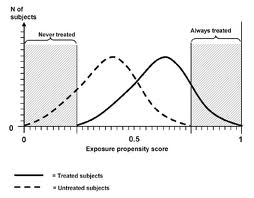 N of
subjects
Never treated
Always treated
0
0
0.5
1
Exposure propensity score
= Treated subjects
= Untreated subjects